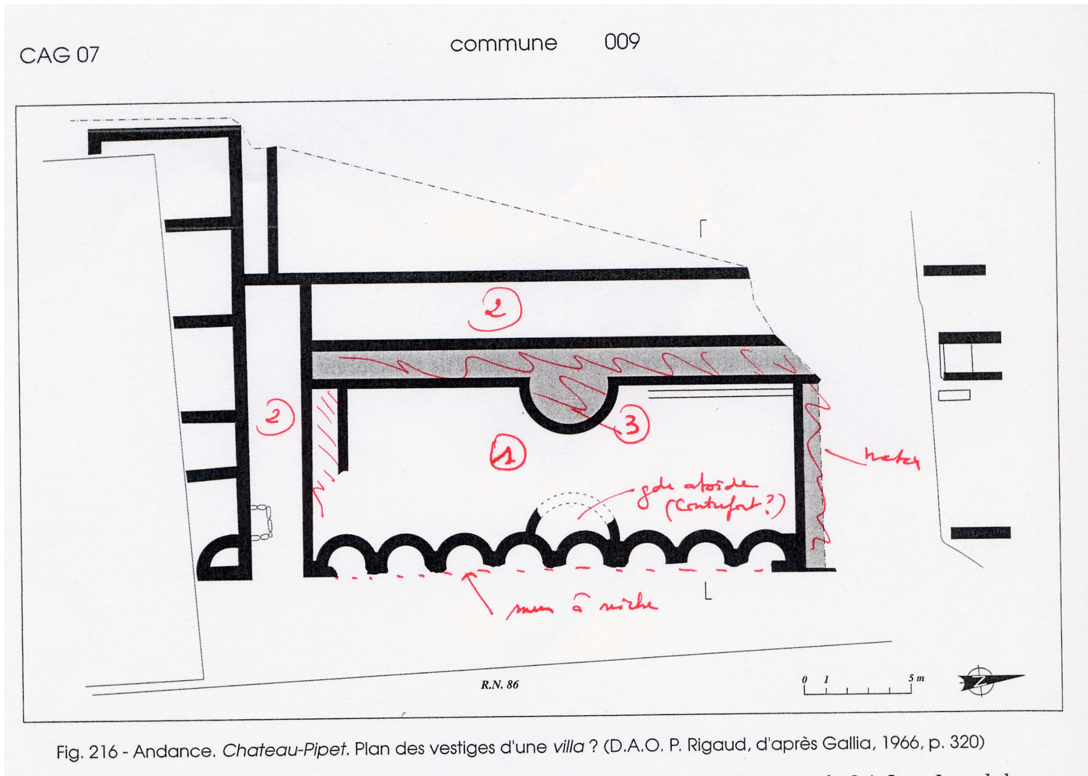 CAG 07
commune 009
2
2
3
1
gde abside
(Contrefort?)
mur à niche
R.N. 86
0 1 5 m
Z
Fig. 216 - Andance. Chateau-Pipet. Plan des vestiges d'une villa ? (D.A.O. P. Rigaud, d'après Gallia, 1966, p. 320)